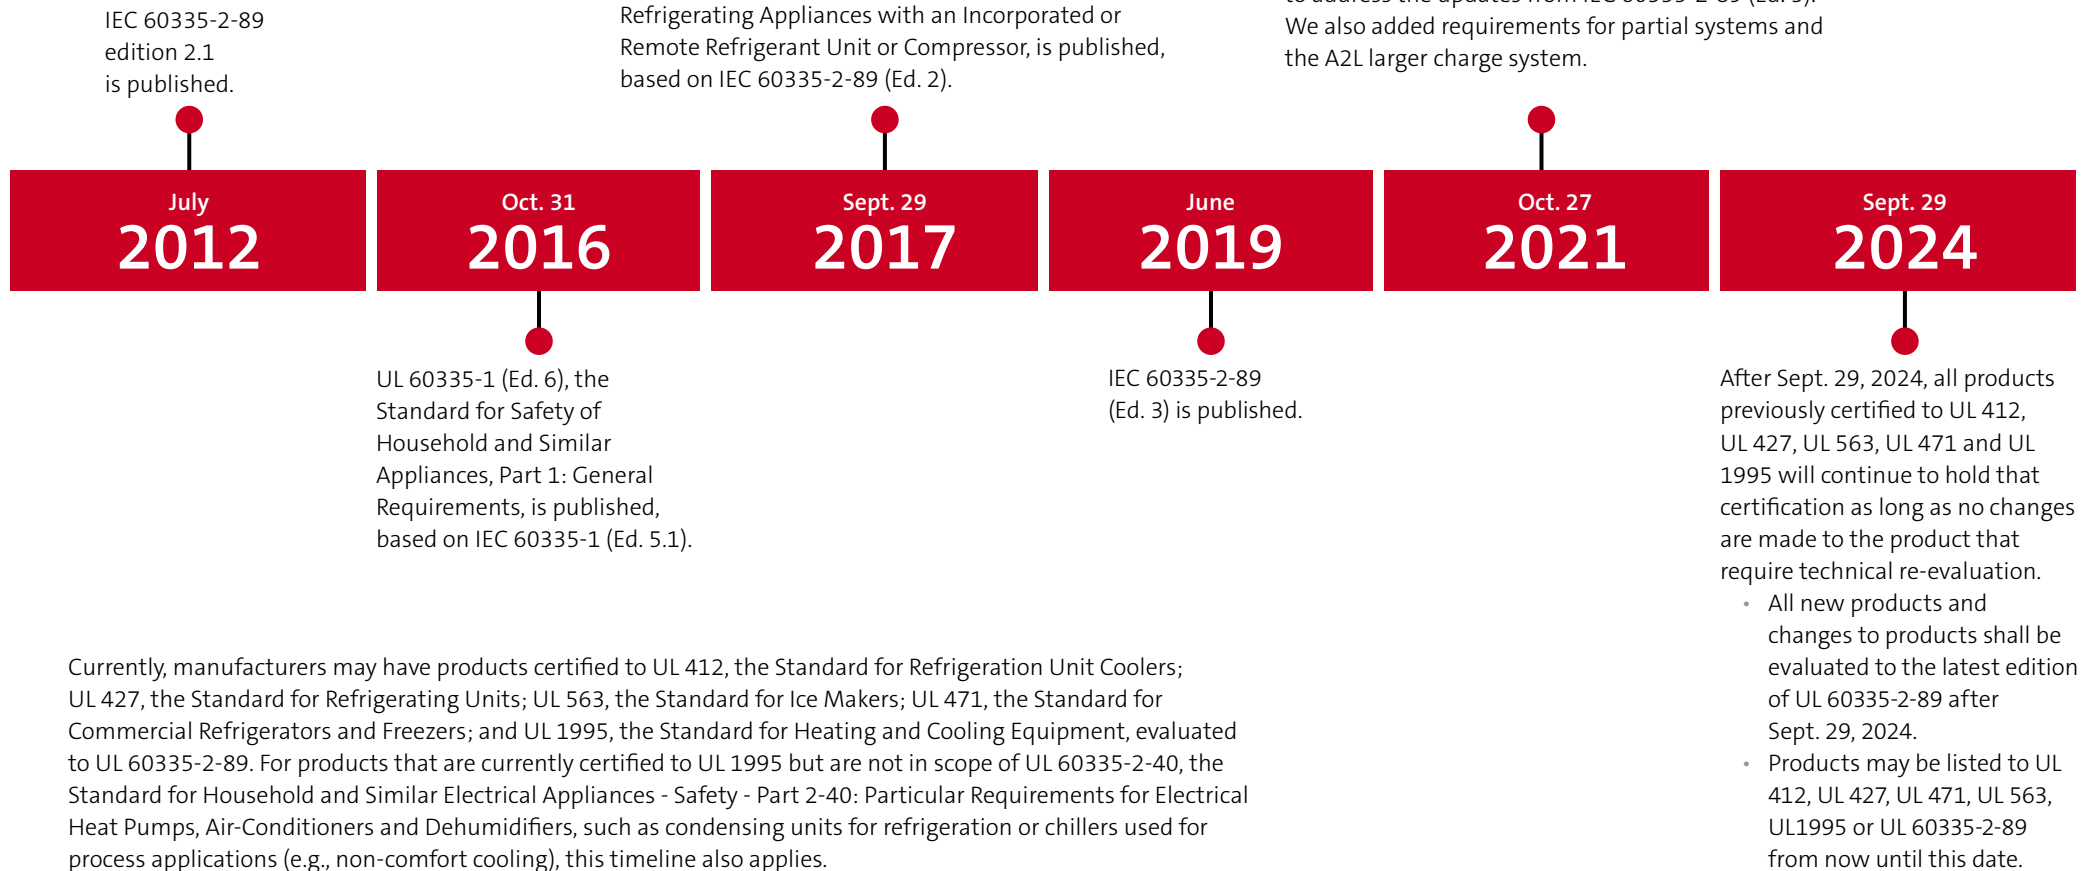 IEC 60335-2-89
edition 2.1
is published.
Refrigerating Appliances with an Incorporated or
Remote Refrigerant Unit or Compressor, is published,
based on IEC 60335-2-89 (Ed. 2).
to address the updates from IEC 60335-2-89 (Ed. 3).
We also added requirements for partial systems and
the A2L larger charge system.
July
2012
Oct. 31
2016
Sept. 29
2017
June
2019
Oct. 27
2021
Sept. 29
2024
UL 60335-1 (Ed. 6), the
Standard for Safety of
Household and Similar
Appliances, Part 1: General
Requirements, is published,
based on IEC 60335-1 (Ed. 5.1).
IEC 60335-2-89
(Ed. 3) is published.
After Sept. 29, 2024, all products
previously certified to UL 412,
UL 427, UL 563, UL 471 and UL
1995 will continue to hold that
certification as long as no changes
are made to the product that
require technical re-evaluation.
• All new products and
changes to products shall be
evaluated to the latest edition
of UL 60335-2-89 after
Sept. 29, 2024.
• Products may be listed to UL
412, UL 427, UL 471, UL 563,
UL1995 or UL 60335-2-89
from now until this date.
Currently, manufacturers may have products certified to UL 412, the Standard for Refrigeration Unit Coolers;
UL 427, the Standard for Refrigerating Units; UL 563, the Standard for Ice Makers; UL 471, the Standard for
Commercial Refrigerators and Freezers; and UL 1995, the Standard for Heating and Cooling Equipment, evaluated
to UL 60335-2-89. For products that are currently certified to UL 1995 but are not in scope of UL 60335-2-40, the
Standard for Household and Similar Electrical Appliances - Safety - Part 2-40: Particular Requirements for Electrical
Heat Pumps, Air-Conditioners and Dehumidifiers, such as condensing units for refrigeration or chillers used for
process applications (e.g., non-comfort cooling), this timeline also applies.